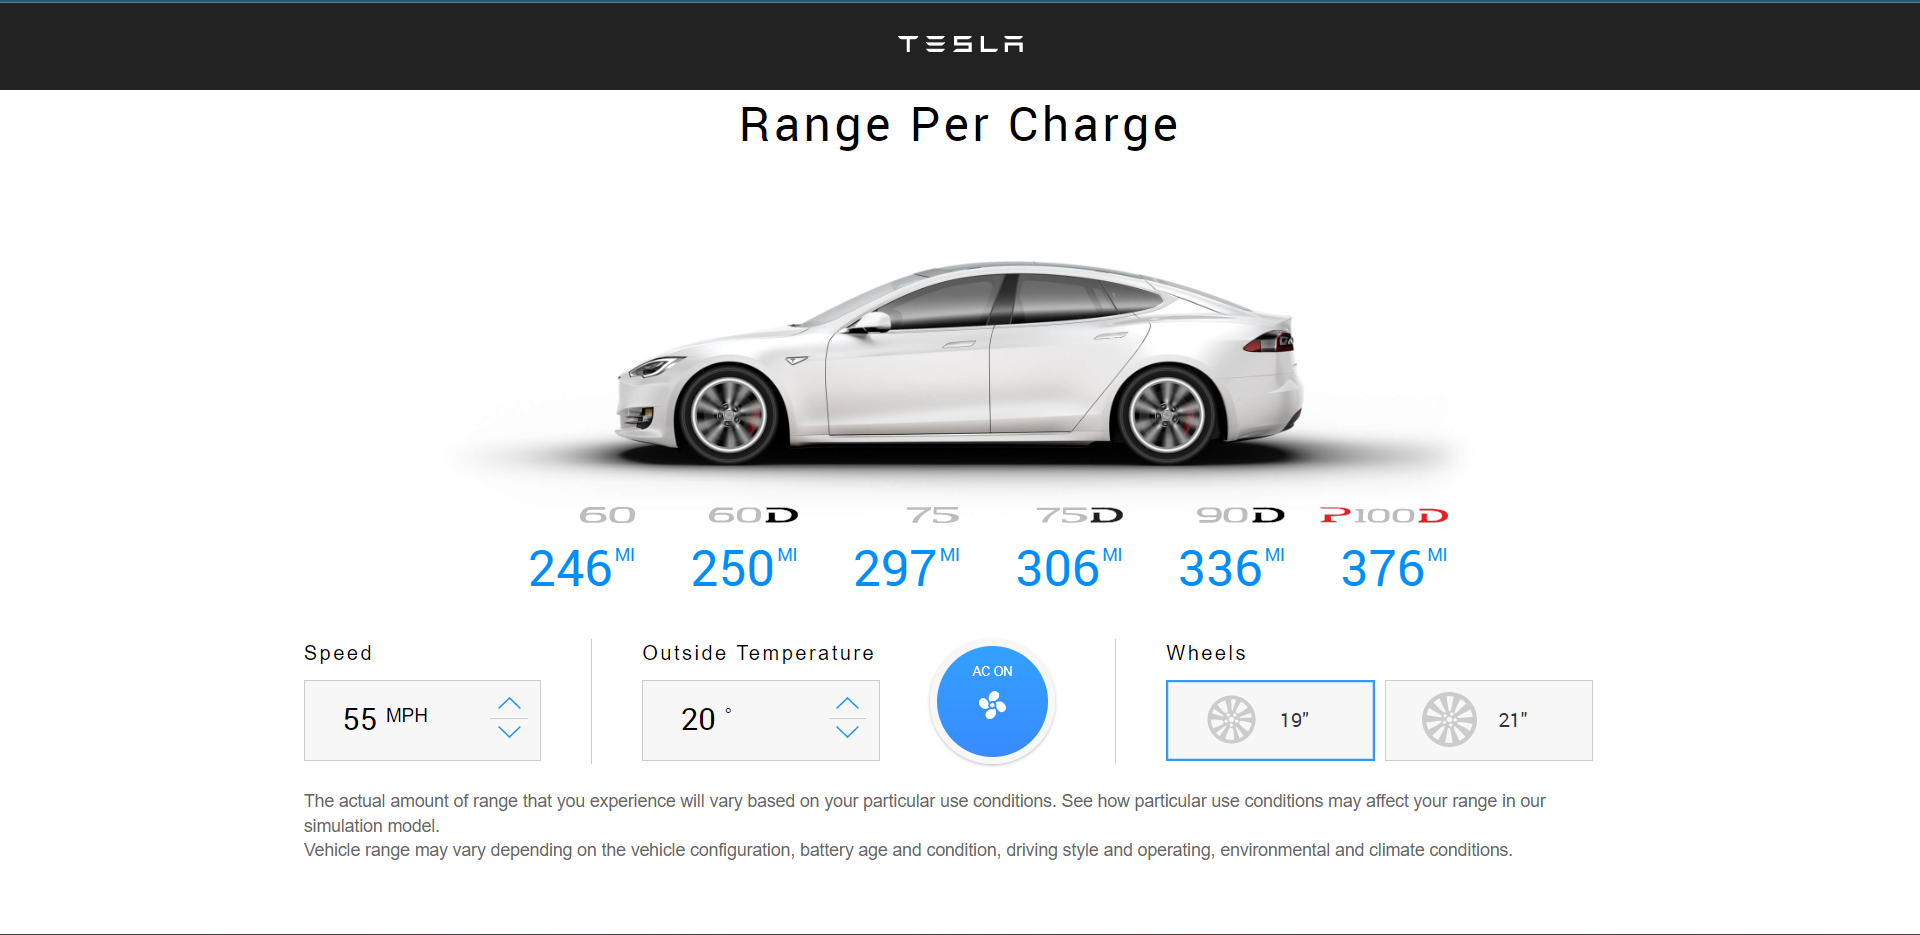 TESLA
Range Per Charge
60 60D 75 75D 90D P100D
246 MI 250 MI 297 MI 306 MI 336 MI 376 MI
Speed
55 MPH
Outside Temperature
20 °
AC ON
Wheels
19"
21"
The actual amount of range that you experience will vary based on your particular use conditions. See how particular use conditions may affect your range in our
simulation model.
Vehicle range may vary depending on the vehicle configuration, battery age and condition, driving style and operating, environmental and climate conditions.